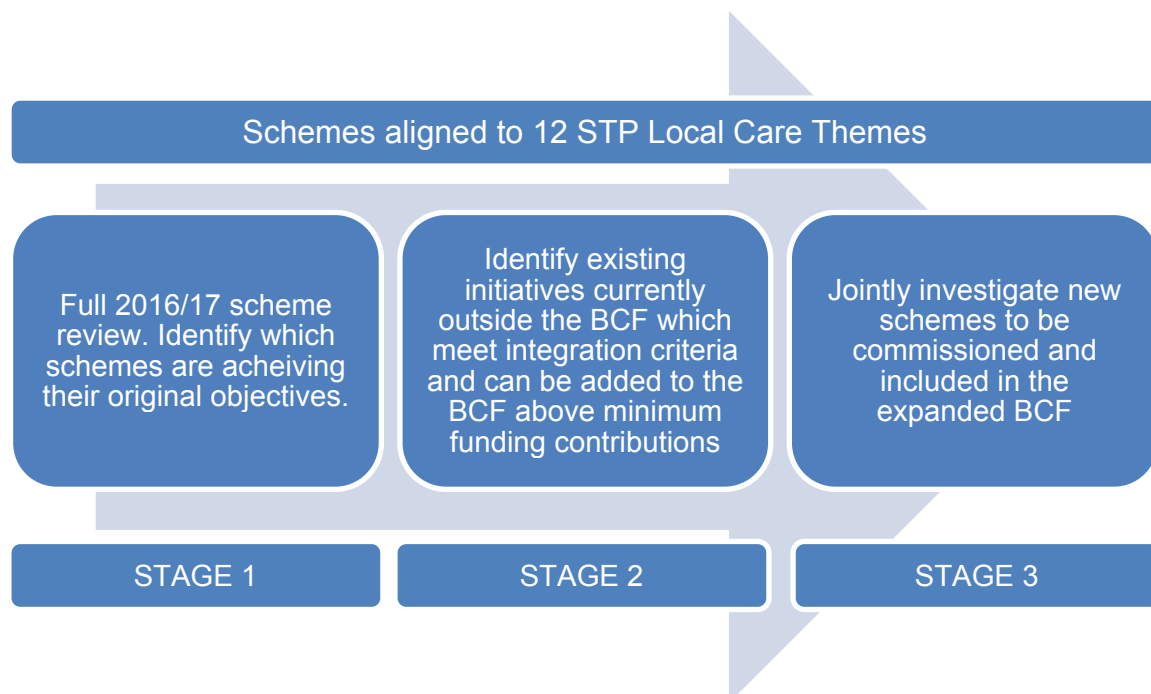 Schemes aligned to 12 STP Local Care Themes
Full 2016/17 scheme
review. Identify which
schemes are acheiving
their original objectives.
Identify existing
initiatives currently
outside the BCF which
meet integration criteria
and can be added to the
BCF above minimum
funding contributions
Jointly investigate new
schemes to be
commissioned and
included in the
expanded BCF
STAGE 1
STAGE 2
STAGE 3